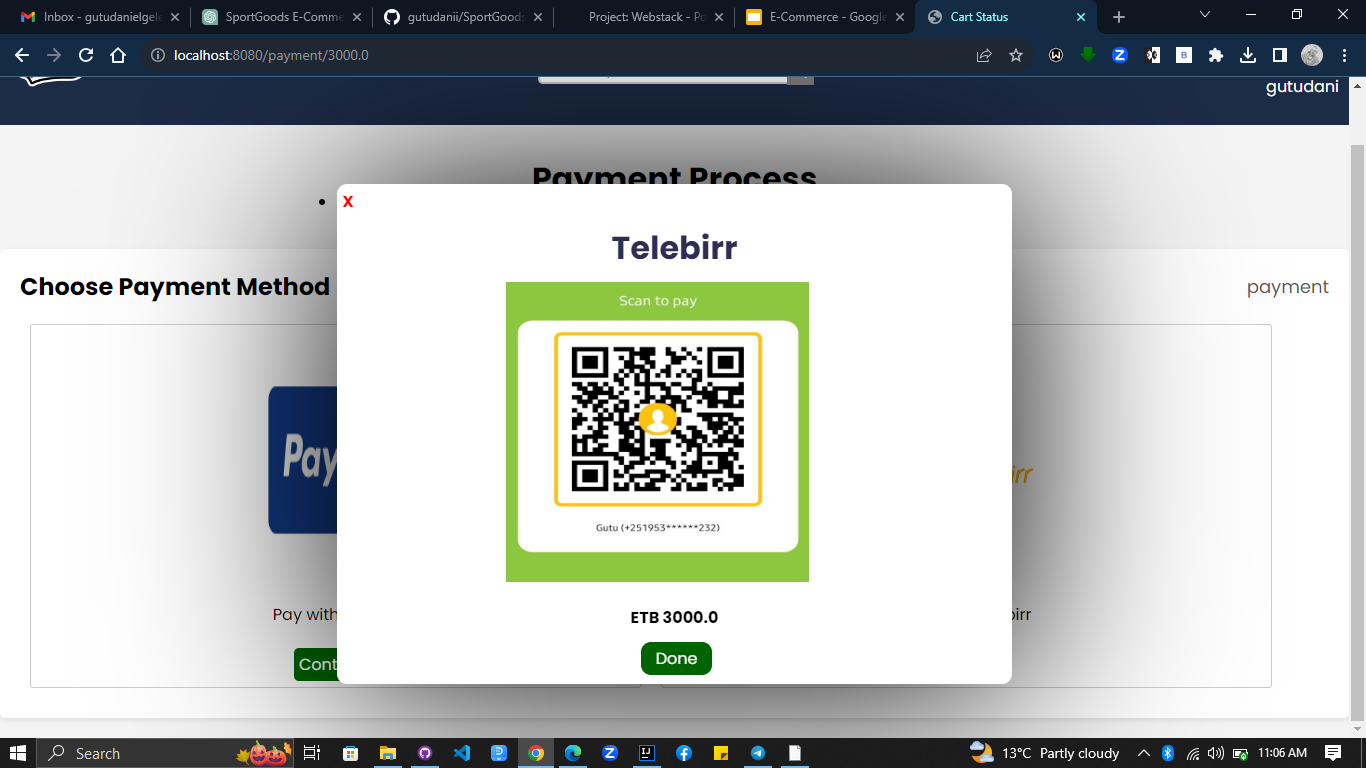 Inbox - gutudanielgele
SportGoods E-Comme
gutudanii/SportGoods
Project: Webstack - Po
E-Commerce - Google
Cart Status
localhost:8080/payment/3000.0
gutudani
Payment Process
X
Telebirr
Choose Payment Method
payment
Scan to pay
Pay
irr
Gutu (+251953******232)
Pay with
birr
ETB 3000.0
Cont
Done
Search
13°C Partly cloudy
11:06 AM